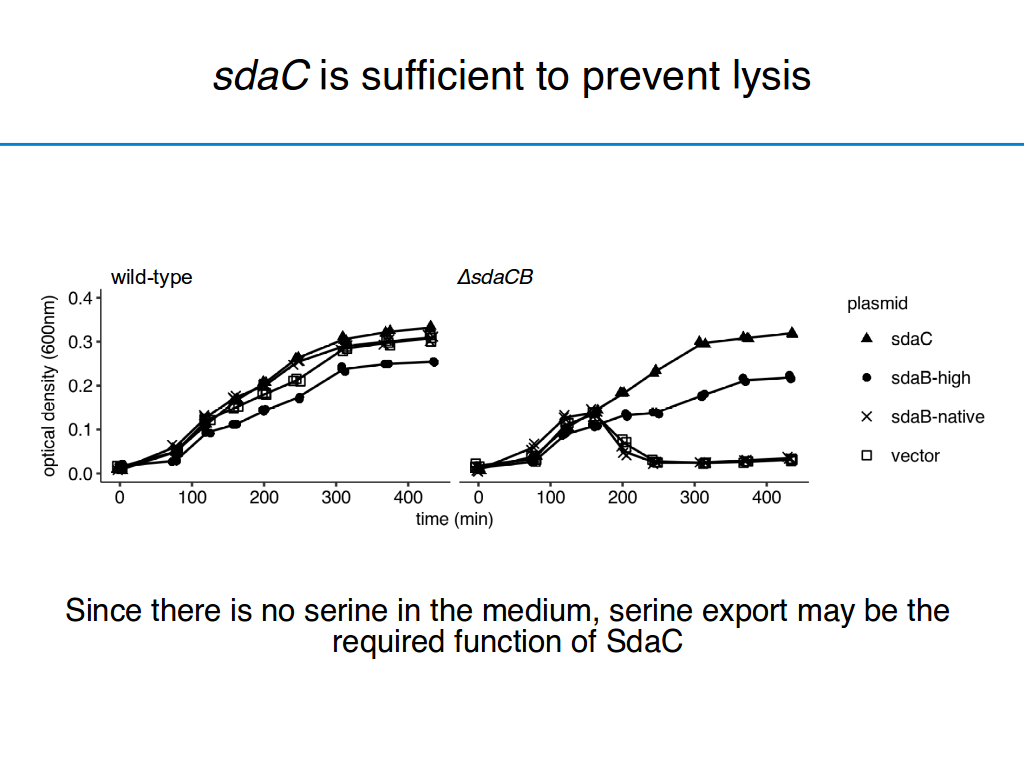 sdaC is sufficient to prevent lysis
wild-type
ΔsdaCB
optical density (600nm)
0.4
0.3
0.2
0.1
0.0
0 100 200 300 400
0 100 200 300 400
time (min)
plasmid
sdaC
sdaB-high
sdaB-native
vector
Since there is no serine in the medium, serine export may be the
required function of SdaC